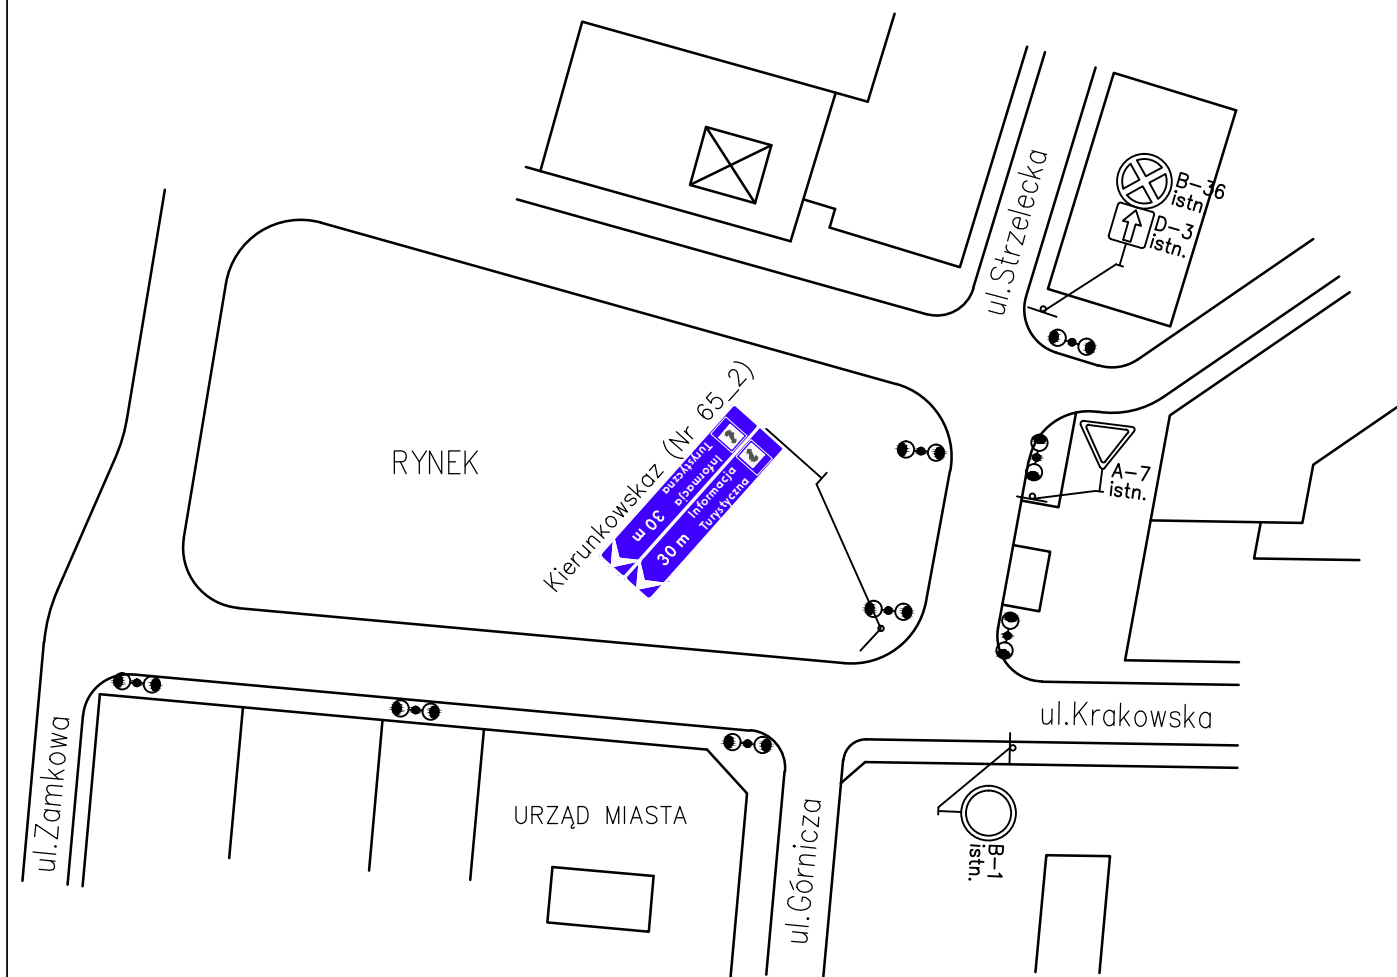 ul.Strzelecka
B-36
istn.
D-3
istn.
Kierunkowskaz (Nr 65_2)
RYNEK
Informacja
Turystyczna
30 m
Informacja
Turystyczna
30 m
A-7
istn.
ul.Krakowska
ul.Zamkowa
URZĄD MIASTA
ul.Górnicza
B-1
istn.